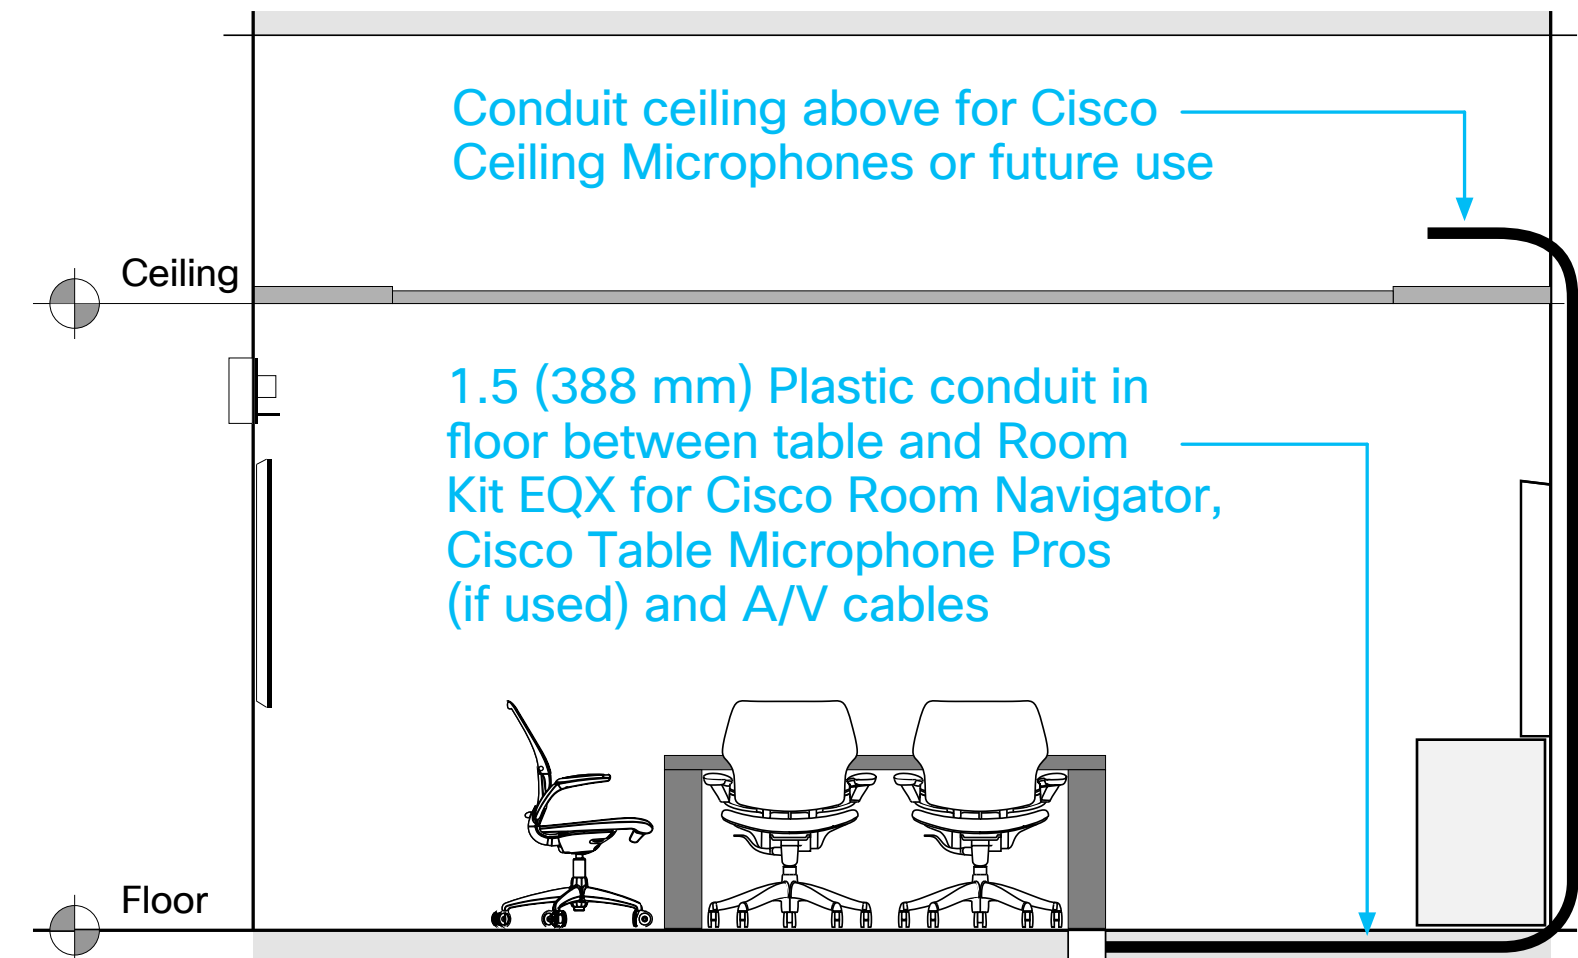 Conduit ceiling above for Cisco
Ceiling Microphones or future use
Ceiling
1.5 (388 mm) Plastic conduit in
floor between table and Room
Kit EQX for Cisco Room Navigator,
Cisco Table Microphone Pros
(if used) and A/V cables
Floor